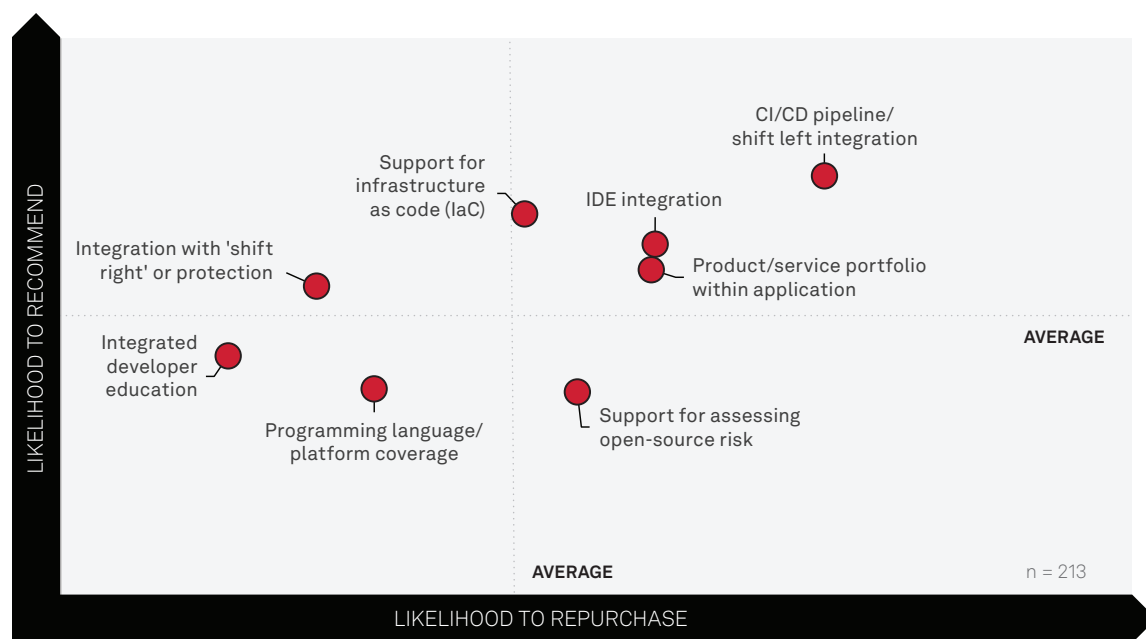 CI/CD pipeline/
shift left integration
Support for
infrastructure
as code (IaC)
IDE integration
Integration with 'shift
right' or protection
Product/service portfolio
within application
AVERAGE
Integrated
developer
education
Programming language/
platform coverage
Support for assessing
open-source risk
LIKELIHOOD TO RECOMMEND
AVERAGE
n = 213
LIKELIHOOD TO REPURCHASE